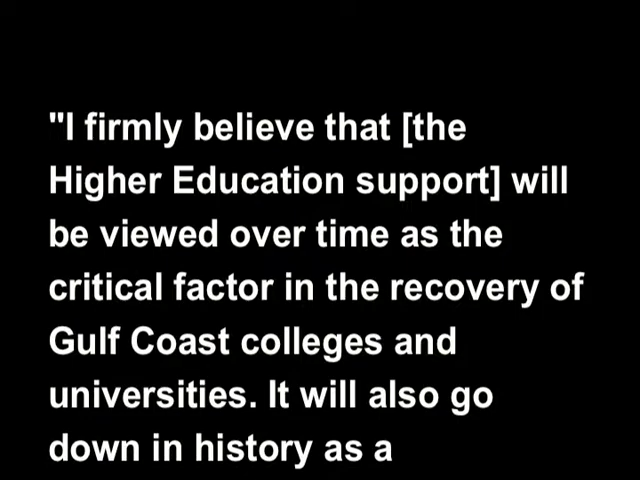 "I firmly believe that [the
Higher Education support] will
be viewed over time as the
critical factor in the recovery of
Gulf Coast colleges and
universities. It will also go
down in history as a